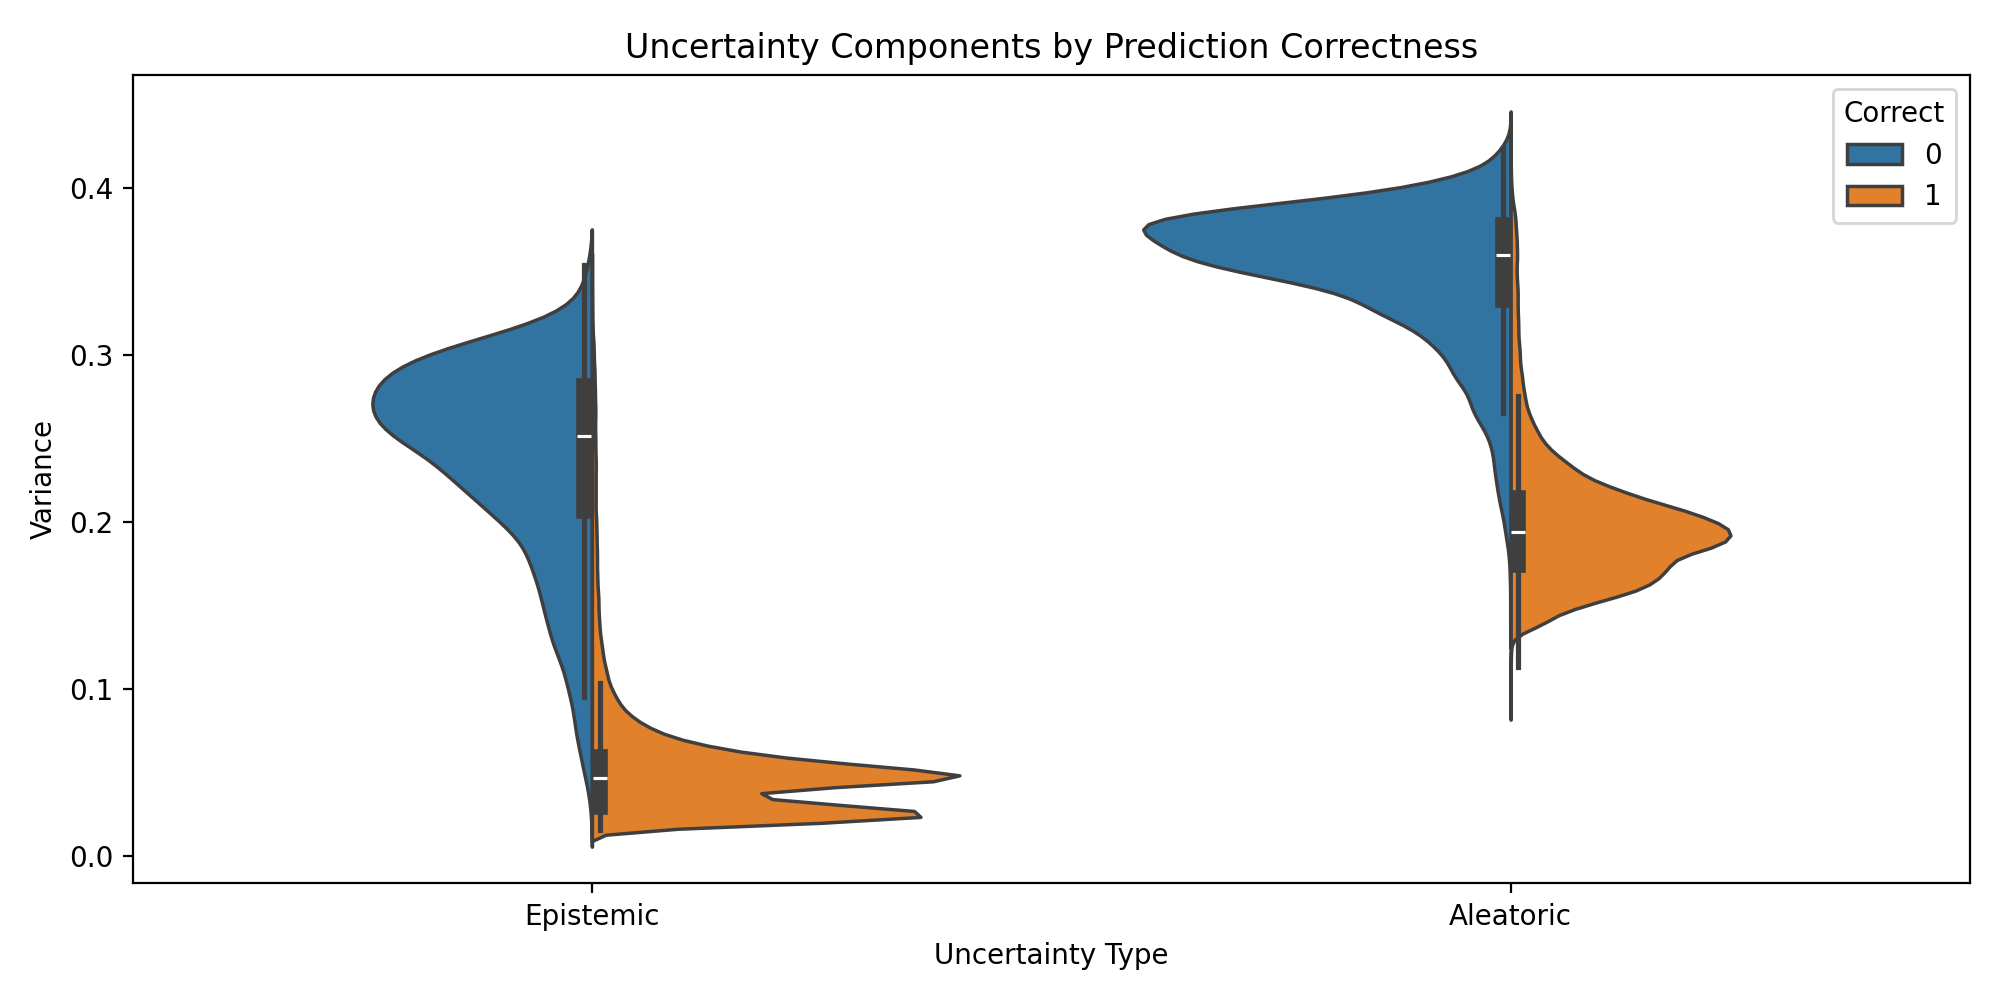 Uncertainty Components by Prediction Correctness
Correct
0
1
Variance
0.4
0.3
0.2
0.1
0.0
Epistemic
Aleatoric
Uncertainty Type